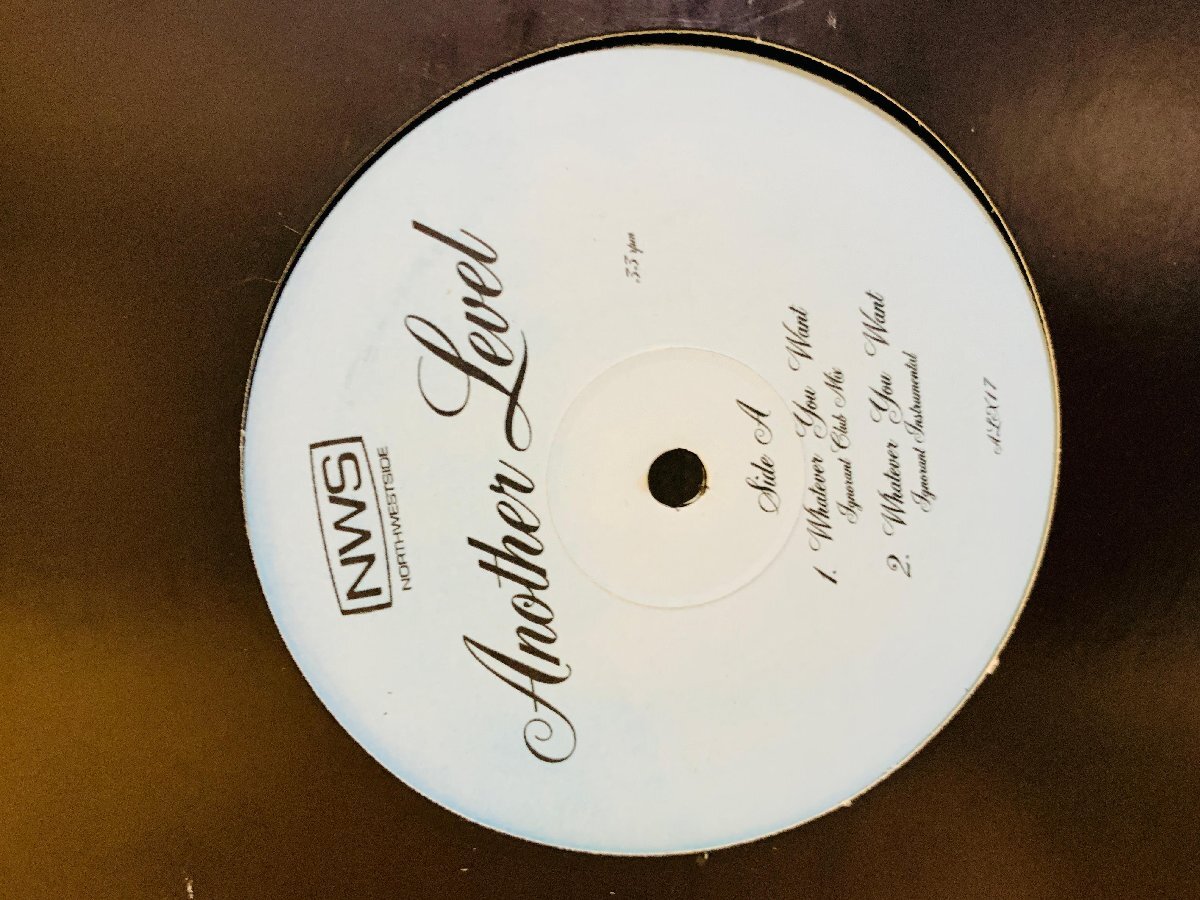 NWS
NORTHWESTSIDE
Another Level
33 rpm
Side A
1. Whatever You Want
Ignorant Club Mix
2. Whatever You Want
Ignorant Instrumental
ALEX17